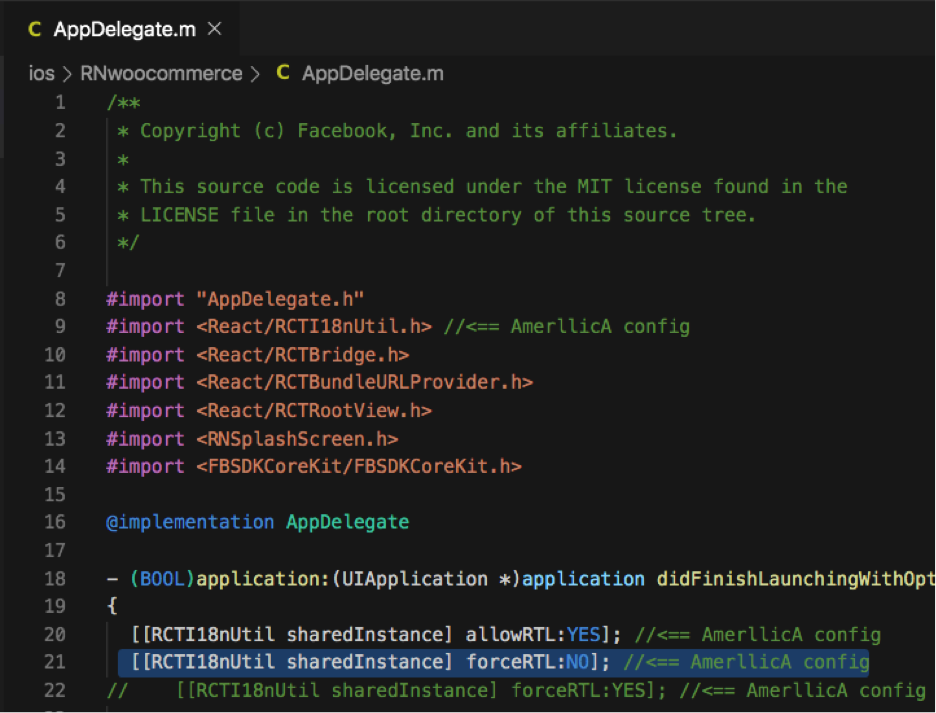 C AppDelegate.m ×
ios > RNwoocommerce > C AppDelegate.m
1 /**
2 * Copyright (c) Facebook, Inc. and its affiliates.
3 *
4 * This source code is licensed under the MIT license found in the
5 * LICENSE file in the root directory of this source tree.
6 */
7
8 #import "AppDelegate.h"
9 #import <React/RCTI18nUtil.h> //<== AmerllicA config
10 #import <React/RCTBridge.h>
11 #import <React/RCTBundleURLProvider.h>
12 #import <React/RCTRootView.h>
13 #import <RNSplashScreen.h>
14 #import <FBSDKCoreKit/FBSDKCoreKit.h>
15
16 @implementation AppDelegate
17
18 - (BOOL)application:(UIApplication *)application didFinishLaunchingWithOpt
19 {
20 [[RCTI18nUtil sharedInstance] allowRTL:YES]; //<== AmerllicA config
21 [[RCTI18nUtil sharedInstance] forceRTL:NO]; //<== AmerllicA config
22 // [[RCTI18nUtil sharedInstance] forceRTL:YES]; //<== AmerllicA config